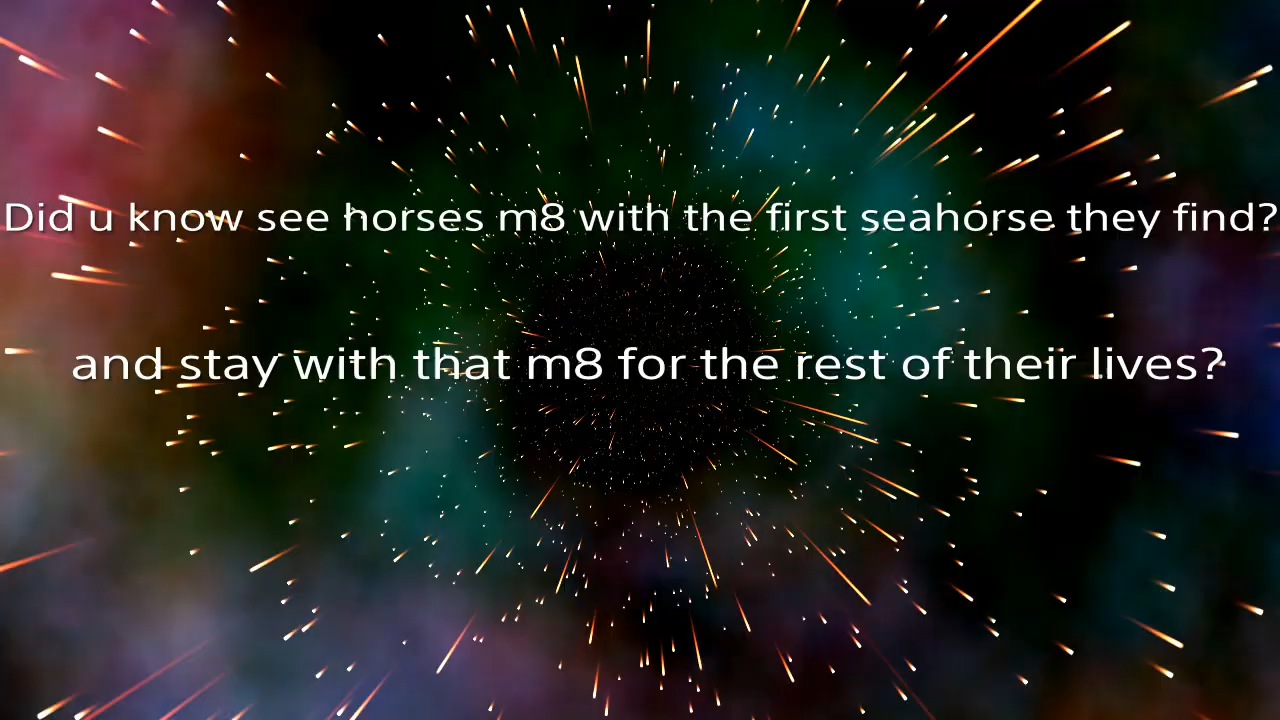 Did u know see horses m8 with the first seahorse they find?
and stay with that m8 for the rest of their lives?